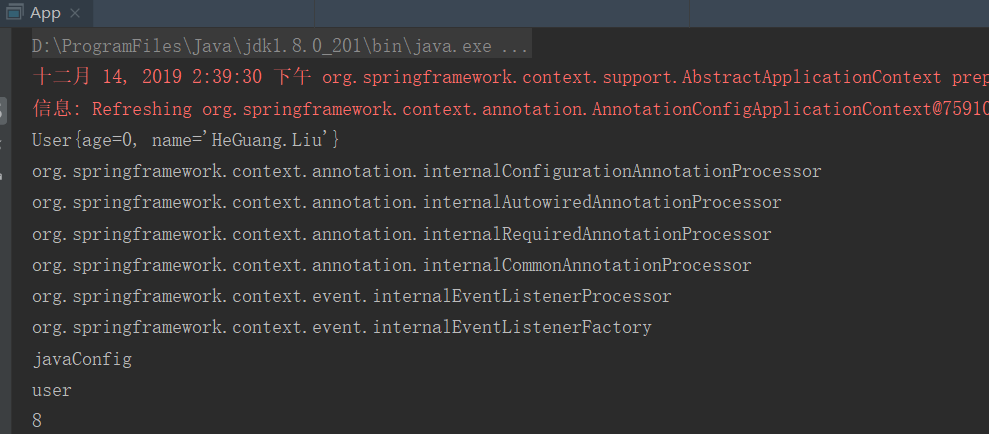 App
D:\ProgramFiles\Java\jdk1.8.0_201\bin\java.exe ...
十二月 14, 2019 2:39:30 下午 org.springframework.context.support.AbstractApplicationContext prep
信息: Refreshing org.springframework.context.annotation.AnnotationConfigApplicationContext@75910
User{age=0, name='HeGuang.Liu'}
org.springframework.context.annotation.internalConfigurationAnnotationProcessor
org.springframework.context.annotation.internalAutowiredAnnotationProcessor
org.springframework.context.annotation.internalRequiredAnnotationProcessor
org.springframework.context.annotation.internalCommonAnnotationProcessor
org.springframework.context.event.internalEventListenerProcessor
org.springframework.context.event.internalEventListenerFactory
javaConfig
user
8